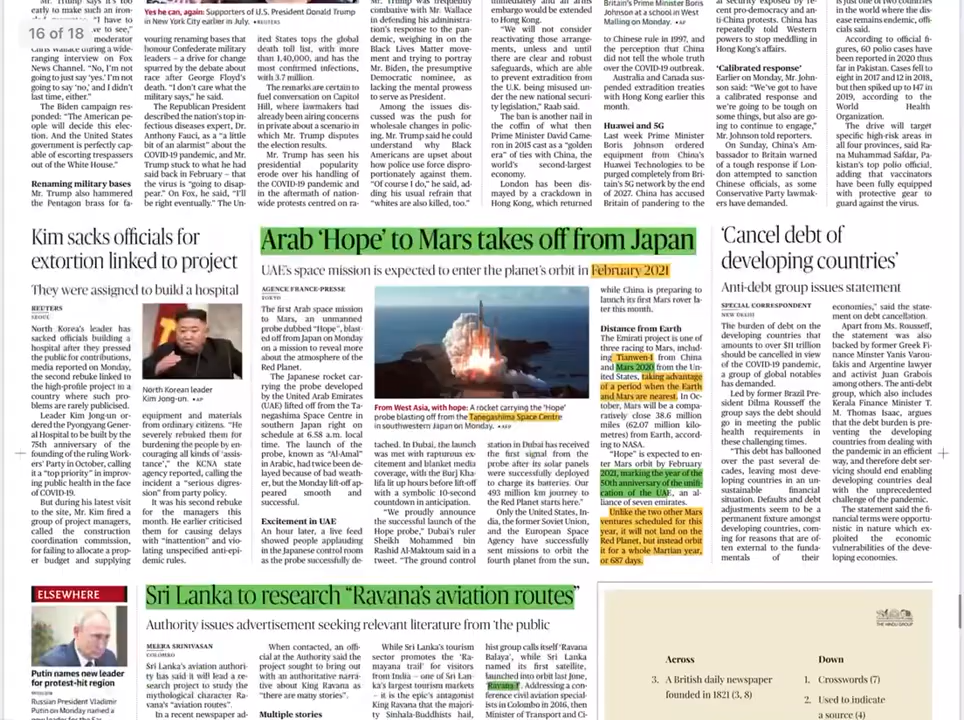 Mr. Trump says it's too
early to make such an iron-
"I have to
16 of 18
have to see,"
moderator
Chris Wallace during a wide-
ranging interview on Fox
News Channel. "No, I'm not
going to just say 'yes.' I'm not
going to say 'no,' and I didn't
last time, either."
The Biden campaign
responded: "The American pe-
ople will decide this elec-
tion. And the United States
government is perfectly cap-
able of escorting trespassers
out of the White House."
Renaming military bases
Mr. Trump also hammered
the Pentagon brass for fa-
Yes he can, again: Supporters of U.S. President Donald Trump
in New York City earlier in July. •REUTERS
vouring renaming bases that
honour Confederate military
leaders – a drive for change
spurred by the debate about
race after George Floyd's
death. "I don't care what the
military says," he said.
The Republican President
described the nation's top in-
fectious diseases expert, Dr.
Anthony Fauci, as a "a little
bit of an alarmist" about the
COVID-19 pandemic, and Mr.
Trump stuck to what he had
said back in February – that
the virus is "going to disap-
pear." On Fox, he said, "I'll
be right eventually." The Un-
ited States tops the global
death toll list, with more
than 1,40,000, and has the
most confirmed infections,
with 3.7 million.
The remarks are certain to
fuel conversation on Capitol
Hill, where lawmakers had
already been airing concerns
in private about a scenario in
which Mr. Trump disputes
the election results.
Mr. Trump has seen his
presidential popularity
erode over his handling of
the COVID-19 pandemic and
in the aftermath of nation-
wide protests centred on ra-
Mr. Trump was frequently
combative with Mr. Wallace
in defending his administra-
tion's response to the pan-
demic, weighing in on the
Black Lives Matter move-
ment and trying to portray
Mr. Biden, the presumptive
Democratic nominee, as
lacking the mental prowess
to serve as President.
Among the issues dis-
cussed was the push for
wholesale changes in polic-
ing. Mr. Trump said he could
understand why Black
Americans are upset about
how police use force dispro-
portionately against them.
"Of course I do," he said, ad-
ding his usual refrain that
"whites are also killed, too."
immediately and an arms
embargo would be extended
to Hong Kong.
"We will not consider
reactivating those arrange-
ments, unless and until
there are clear and robust
safeguards, which are able
to prevent extradition from
the U.K. being misused un-
der the new national securi-
ty legislation," Raab said.
The ban is another nail in
the coffin of what then
Prime Minister David Came-
ron in 2015 cast as a "golden
era" of ties with China, the
world's second-largest
economy.
London has been dis-
mayed by a crackdown in
Hong Kong, which returned
Britain's Prime Minister Boris
Johnson at a school in West
Malling on Monday. •AP
to Chinese rule in 1997, and
the perception that China
did not tell the whole truth
over the COVID-19 outbreak.
Australia and Canada sus-
pended extradition treaties
with Hong Kong earlier this
month.
Huawei and 5G
Last week Prime Minister
Boris Johnson ordered
equipment from China's
Huawei Technologies to be
purged completely from Bri-
tain's 5G network by the end
of 2027. China has accused
Britain of pandering to the
security exposed by re-
cent pro-democracy and an-
ti-China protests. China has
repeatedly told Western
powers to stop meddling in
Hong Kong's affairs.
'Calibrated response'
Earlier on Monday, Mr. John-
son said: "We've got to have
a calibrated response and
we're going to be tough on
some things, but also are go-
ing to continue to engage,"
Mr. Johnson told reporters.
On Sunday, China's Am-
bassador to Britain warned
of a tough response if Lon-
don attempted to sanction
Chinese officials, as some
Conservative Party lawmak-
ers have demanded.
is just one of two countries
in the world where the dis-
ease remains endemic, offi-
cials said.
According to official fi-
gures, 60 polio cases have
been reported in 2020 thus
far in Pakistan. Cases fell to
eight in 2017 and 12 in 2018,
but then spiked up to 147 in
2019, according to the
World Health
Organization.
The drive will target
specific high-risk areas in
all four provinces, said Ra-
na Muhammad Safdar, Pa-
kistan's top polio official,
adding that vaccinators
have been fully equipped
with protective gear to
guard against the virus.
Kim sacks officials for
extortion linked to project
They were assigned to build a hospital
REUTERS
SEOUL
North Korea's leader has
sacked officials building a
hospital after they pressed
the public for contributions,
media reported on Monday,
the second rebuke linked to
the high-profile project in a
country where such prob-
lems are rarely publicised.
Leader Kim Jong-un or-
dered the Pyongyang Gener-
al Hospital to be built by the
75th anniversary of the
founding of the ruling Work-
ers' Party in October, calling
it a "top priority" in improv-
ing public health in the face
of COVID-19.
But during his latest visit
to the site, Mr. Kim fired a
group of project managers,
called the construction
coordination commission,
for failing to allocate a prop-
er budget and supplying
North Korean leader
Kim Jong-un. •AP
equipment and materials
from ordinary citizens. "He
severely rebuked them for
burdening the people by en-
couraging all kinds of 'assis-
tance'," the KCNA state
agency reported, calling the
incident a "serious digres-
sion" from party policy.
It was his second rebuke
for the managers this
month. He earlier criticised
them for causing delays
with "inattention" and vio-
lating unspecified anti-epi-
demic rules.
Arab 'Hope' to Mars takes off from Japan
UAE's space mission is expected to enter the planet's orbit in February 2021
AGENCE FRANCE-PRESSE
TOKYO
The first Arab space mission
to Mars, an unmanned
probe dubbed "Hope", blast-
ed off from Japan on Monday
on a mission to reveal more
about the atmosphere of the
Red Planet.
The Japanese rocket car-
rying the probe developed
by the United Arab Emirates
(UAE) lifted off from the Ta-
negashima Space Centre in
southern Japan right on
schedule at 6.58 a.m. local
time. The launch of the
probe, known as "Al-Amal"
in Arabic, had twice been de-
layed because of bad weath-
er, but the Monday lift-off ap-
peared smooth and
successful.
Excitement in UAE
An hour later, a live feed
showed people applauding
in the Japanese control room
as the probe successfully de-
From West Asia, with hope: A rocket carrying the 'Hope'
probe blasting off from the Tanegashima Space Centre
in southwestern Japan on Monday. •AFP
tached. In Dubai, the launch
was met with rapturous ex-
citement and blanket media
coverage, with the Burj Kha-
lifa lit up hours before lift-off
with a symbolic 10-second
countdown in anticipation.
"We proudly announce
the successful launch of the
Hope probe," Dubai's ruler
Sheikh Mohammed bin
Rashid Al-Maktoum said in a
tweet. "The ground control
station in Dubai has received
the first signal from the
probe after its solar panels
were successfully deployed
to charge its batteries. Our
493 million km journey to
the Red Planet starts here."
Only the United States, In-
dia, the former Soviet Union,
and the European Space
Agency have successfully
sent missions to orbit the
fourth planet from the sun,
while China is preparing to
launch its first Mars rover la-
ter this month.
Distance from Earth
The Emirati project is one of
three racing to Mars, includ-
ing Tianwen-1 from China
and Mars 2020 from the Un-
ited States, taking advantage
of a period when the Earth
and Mars are nearest. In Oc-
tober, Mars will be a compa-
ratively close 38.6 million
miles (62.07 million kilo-
metres) from Earth, accord-
ing to NASA.
"Hope" is expected to en-
ter Mars orbit by February
2021, marking the year of the
50th anniversary of the unifi-
cation of the UAE, an al-
liance of seven emirates.
Unlike the two other Mars
ventures scheduled for this
year, it will not land on the
Red Planet, but instead orbit
it for a whole Martian year,
or 687 days.
'Cancel debt of
developing countries'
Anti-debt group issues statement
SPECIAL CORRESPONDENT
NEW DELHI
The burden of debt on the
developing countries that
amounts to over $11 trillion
should be cancelled in view
of the COVID-19 pandemic,
a group of global notables
has demanded.
Led by former Brazil Pre-
sident Dilma Rousseff the
group says the debt should
go in meeting the public
health requirements in
these challenging times.
"This debt has ballooned
over the past several de-
cades, leaving most deve-
loping countries in an un-
sustainable financial
situation. Defaults and debt
adjustments seem to be a
permanent fixture amongst
developing countries, com-
ing for reasons that are of-
ten external to the funda-
mentals of their
economies," said the state-
ment on debt cancellation.
Apart from Ms. Rousseff,
the statement was also
backed by former Greek Fi-
nance Minster Yanis Varou-
fakis and Argentine lawyer
and activist Juan Grabois
among others. The anti-debt
group, which also includes
Kerala Finance Minister T.
M. Thomas Isaac, argues
that the debt burden is pre-
venting the developing
countries from dealing with
the pandemic in an efficient
way, and therefore debt ser-
vicing should end enabling
developing countries deal
with the unprecedented
challenge of the pandemic.
The statement said the fi-
nancial terms were opportu-
nistic in nature which ex-
ploited the economic
vulnerabilities of the deve-
loping economies.
ELSEWHERE
Putin names new leader
for protest-hit region
MOSCOW
Russian President Vladimir
Putin on Monday named a
Sri Lanka to research "Ravana's aviation routes"
Authority issues advertisement seeking relevant literature from 'the public
MEERA SRINIVASAN
COLOMBO
Sri Lanka's aviation authori-
ty has said it will lead a re-
search project to study the
mythological character Ra-
vana's "aviation routes".
In a recent newspaper ad-
When contacted, an offi-
cial at the Authority said the
project sought to bring out
with an authoritative narra-
tive about King Ravana as
"there are many stories".
Multiple stories
While Sri Lanka's tourism
sector promotes the 'Ra-
mayana trail' for visitors
from India – one of Sri Lan-
ka's largest tourism markets
– it is the epic's antagonist
King Ravana that the majori-
ty Sinhala-Buddhists hail,
hist group calls itself 'Ravana
Balaya', while Sri Lanka
named its first satellite,
launched into orbit last June,
'Ravana 1'. Addressing a con-
ference civil aviation special-
ists in Colombo in 2016, then
Minister of Transport and Ci-
THE HINDU GROUP
Across
3. A British daily newspaper
founded in 1821 (3, 8)
Down
1. Crosswords (7)
2. Used to indicate
a source (4)